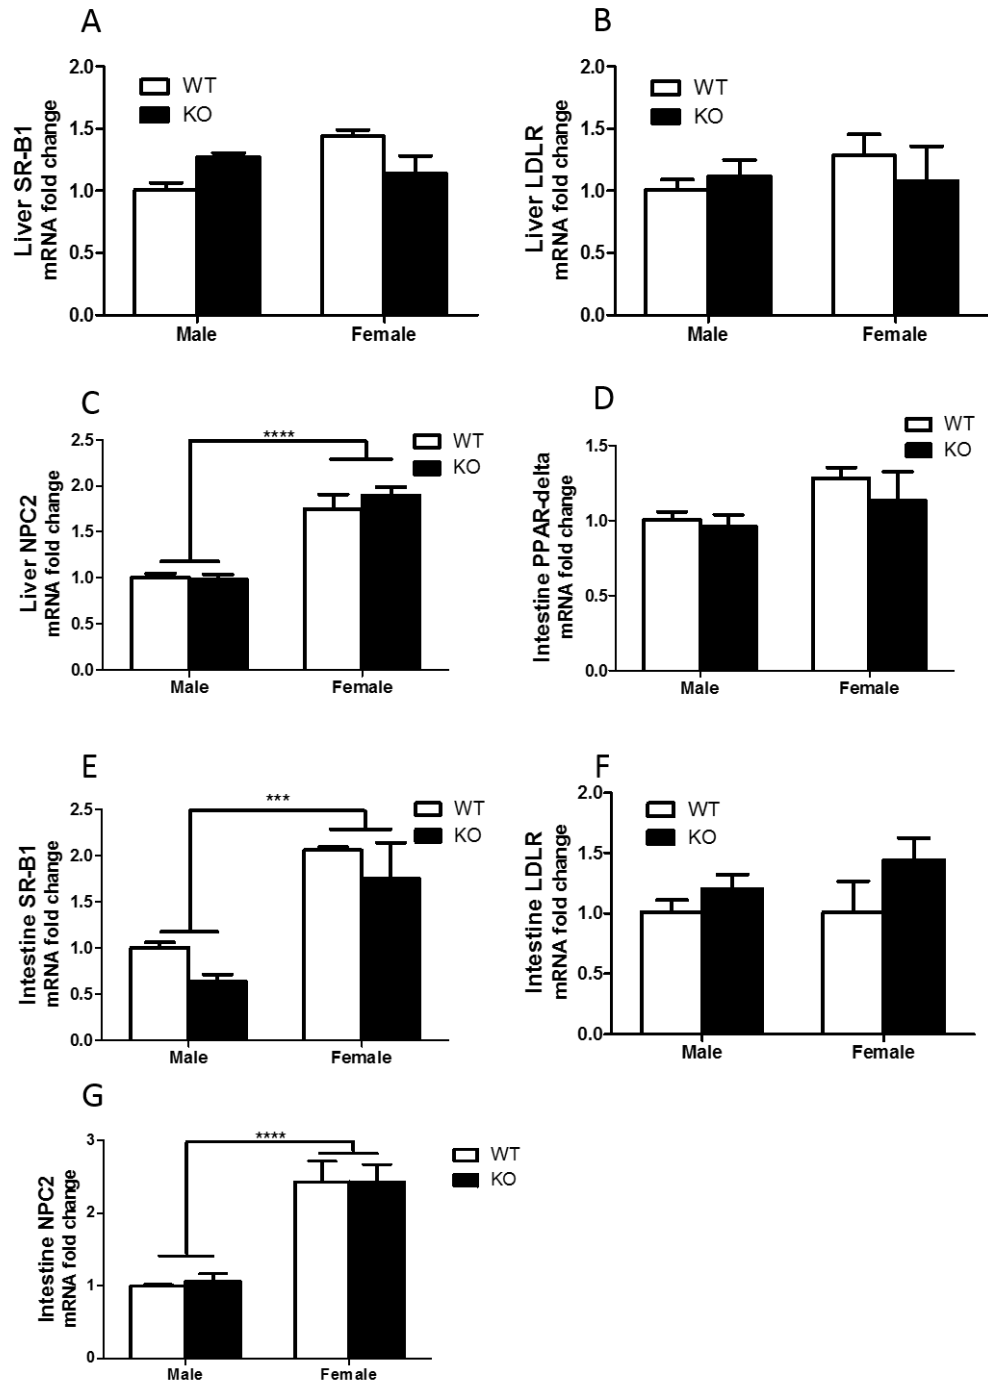 A
Liver SR-B1
mRNA fold change
2.0
1.5
1.0
0.5
0.0
WT
KO
Male
Female
B
Liver LDLR
mRNA fold change
2.0
1.5
1.0
0.5
0.0
WT
KO
Male
Female
C
Liver NPC2
mRNA fold change
2.5
2.0
1.5
1.0
0.5
0.0
****
WT
KO
Male
Female
D
Intestine PPAR-delta
mRNA fold change
1.5
1.0
0.5
0.0
WT
KO
Male
Female
E
Intestine SR-B1
mRNA fold change
2.5
2.0
1.5
1.0
0.5
0.0
***
WT
KO
Male
Female
F
Intestine LDLR
mRNA fold change
2.0
1.5
1.0
0.5
0.0
WT
KO
Male
Female
G
Intestine NPC2
mRNA fold change
3
2
1
0
****
WT
KO
Male
Female